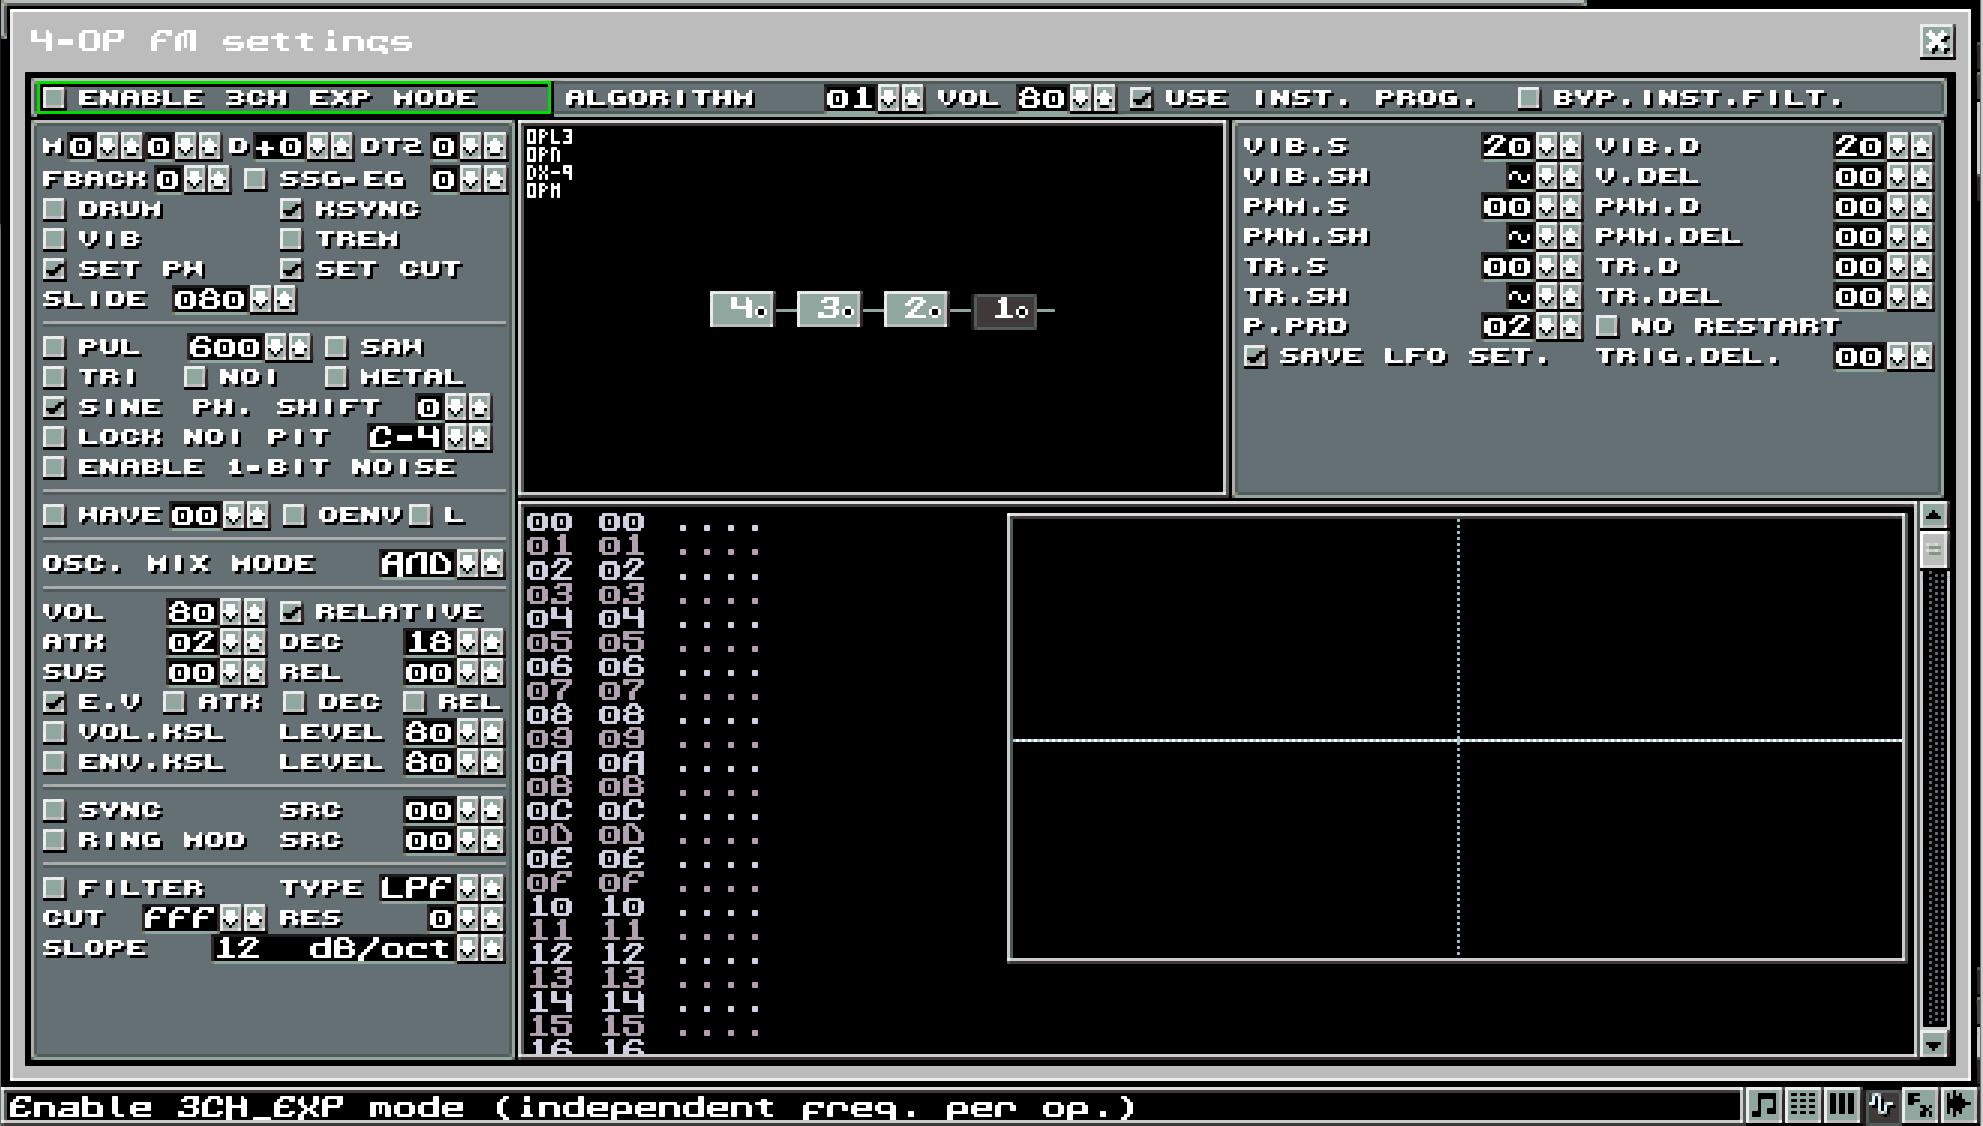 4-OP FM settings
ENABLE 3CH EXP MODE ALGORITHM 01 VOL 80 USE INST. PROG. BYP.INST.FILT.
M 0 0 D +0 DT2 0
FBACK 0 SSG-EG 0
DRUM KSYNC
VIB TREM
SET PW SET CUT
SLIDE 080
PUL 600 SAW
TRI NOI METAL
SINE PH. SHIFT 0
LOCK NOI PIT C-4
ENABLE 1-BIT NOISE
WAVE 00 OENV L
OSC. MIX MODE AND
VOL 80 RELATIVE
ATK 02 DEC 18
SUS 00 REL 00
E.V ATK DEC REL
VOL.KSL LEVEL 80
ENV.KSL LEVEL 80
SYNC SRC 00
RING MOD SRC 00
FILTER TYPE LPF
CUT FFF RES 0
SLOPE 12 dB/oct
OPL3
OPN
DX-9
OPM
4 3 2 1
VIB.S 20 VIB.D 20
VIB.SH ~ V.DEL 00
PWM.S 00 PWM.D 00
PWM.SH ~ PWM.DEL 00
TR.S 00 TR.D 00
TR.SH ~ TR.DEL 00
P.PRD 02 NO RESTART
SAVE LFO SET. TRIG.DEL. 00
00 00 ....
01 01 ....
02 02 ....
03 03 ....
04 04 ....
05 05 ....
06 06 ....
07 07 ....
08 08 ....
09 09 ....
0A 0A ....
0B 0B ....
0C 0C ....
0D 0D ....
0E 0E ....
0F 0F ....
10 10 ....
11 11 ....
12 12 ....
13 13 ....
14 14 ....
15 15 ....
16 16
Enable 3CH_EXP mode (independent freq. per op.)
Fx